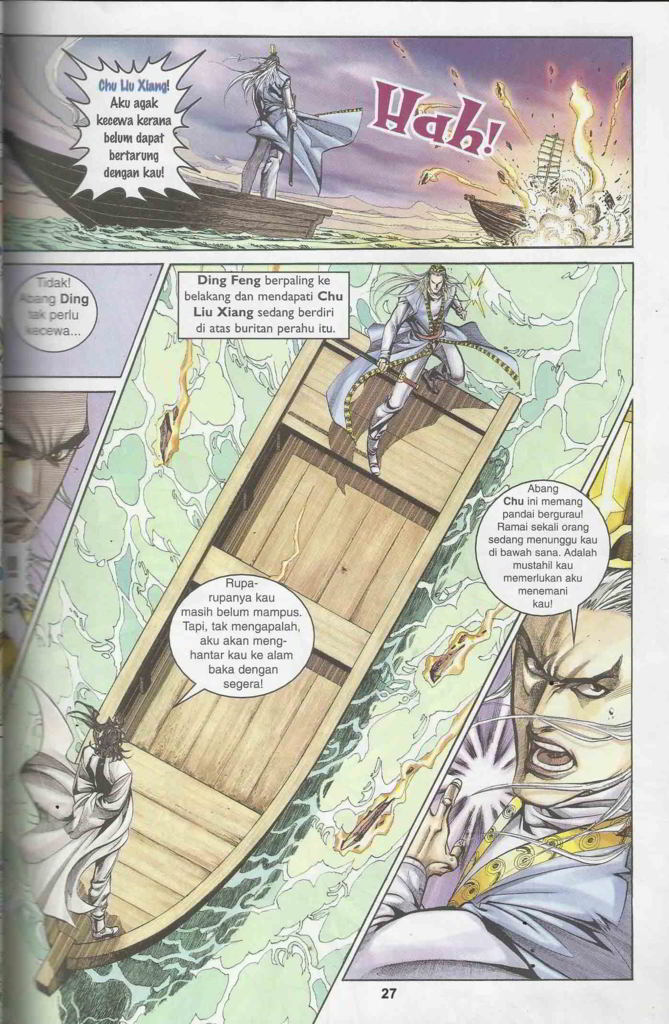 Chu Liu Xiang!
Aku agak
kecewa kerana
belum dapat
bertarung
dengan kau!
Hah!
Tidak!
Abang Ding
tak perlu
kecewa...
Ding Feng berpaling ke
belakang dan mendapati Chu
Liu Xiang sedang berdiri
di atas buritan perahu itu.
Rupa-
rupanya kau
masih belum mampus.
Tapi, tak mengapalah,
aku akan meng-
hantar kau ke alam
baka dengan
segera!
Abang
Chu ini memang
pandai bergurau!
Ramai sekali orang
sedang menunggu kau
di bawah sana. Adalah
mustahil kau
memerlukan aku
menemani
kau!
27